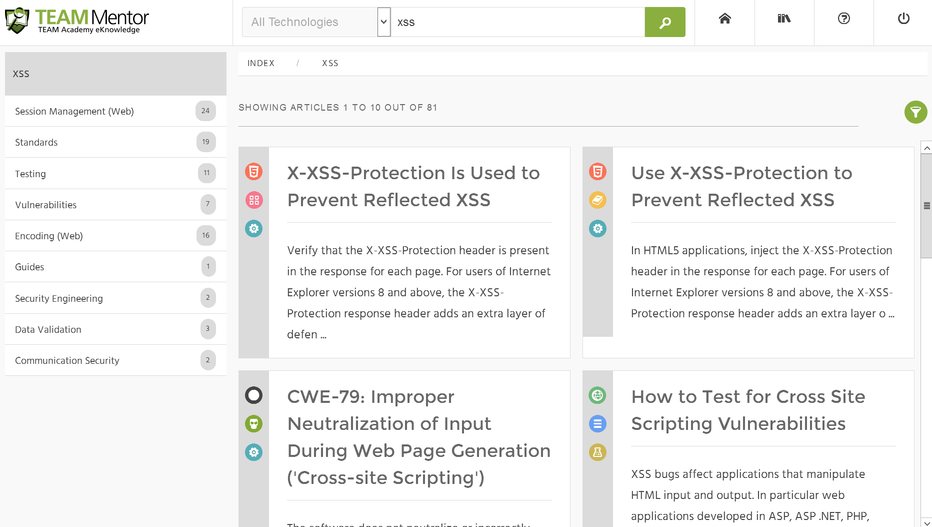 TEAM Mentor
TEAM Academy eKnowledge
All Technologies
xss
XSS
Session Management (Web) 24
Standards 19
Testing 11
Vulnerabilities 7
Encoding (Web) 16
Guides 1
Security Engineering 2
Data Validation 3
Communication Security 2
INDEX / XSS
SHOWING ARTICLES 1 TO 10 OUT OF 81
X-XSS-Protection Is Used to
Prevent Reflected XSS
Verify that the X-XSS-Protection header is present
in the response for each page. For users of Internet
Explorer versions 8 and above, the X-XSS-
Protection response header adds an extra layer of
defen ...
Use X-XSS-Protection to
Prevent Reflected XSS
In HTML5 applications, inject the X-XSS-Protection
header in the response for each page. For users of
Internet Explorer versions 8 and above, the X-XSS-
Protection response header adds an extra layer o ...
CWE-79: Improper
Neutralization of Input
During Web Page Generation
('Cross-site Scripting')
The software does not neutralize or incorrectly
How to Test for Cross Site
Scripting Vulnerabilities
XSS bugs affect applications that manipulate
HTML input and output. In particular web
applications developed in ASP, ASP .NET, PHP,